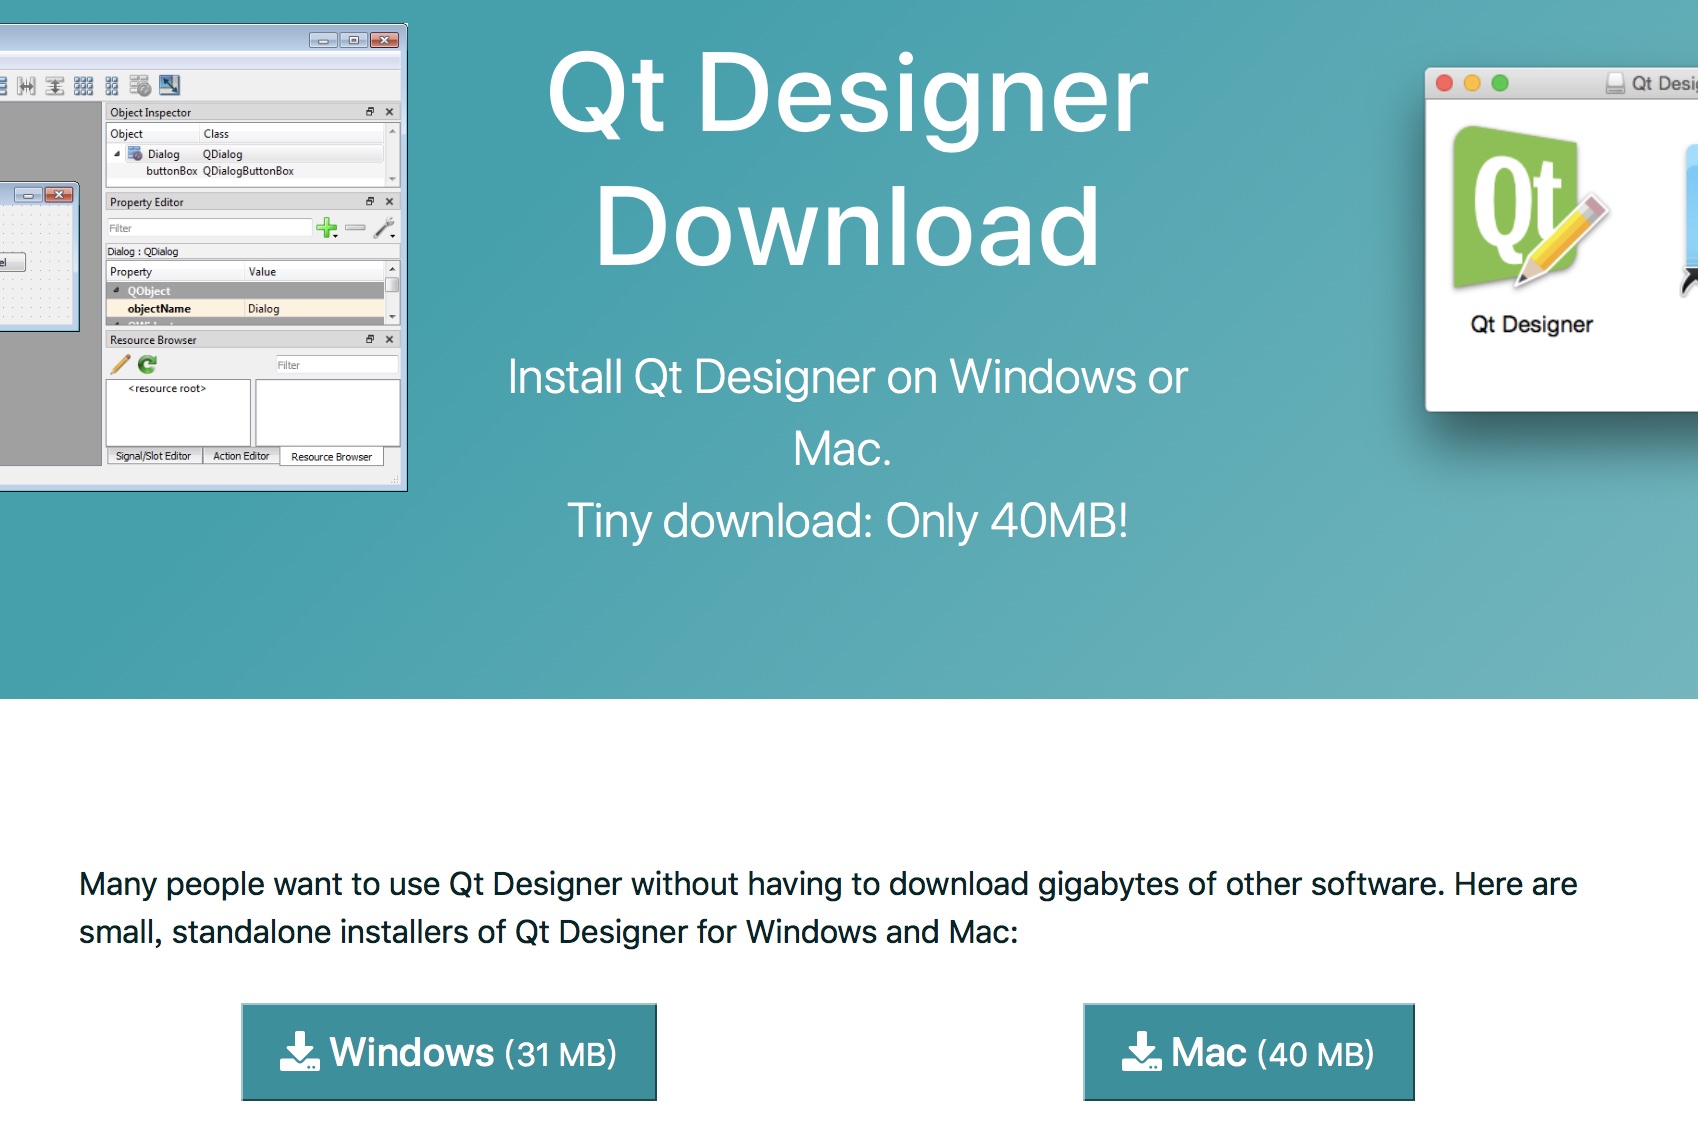 Qt Designer
Download
Install Qt Designer on Windows or
Mac.
Tiny download: Only 40MB!
Object Inspector
Object Class
Dialog QDialog
buttonBox QDialogButtonBox
Property Editor
Filter
Dialog : QDialog
Property Value
QObject
objectName Dialog
Resource Browser
Filter
<resource root>
Signal/Slot Editor Action Editor Resource Browser
Qt
Qt
Qt Designer
Many people want to use Qt Designer without having to download gigabytes of other software. Here are
small, standalone installers of Qt Designer for Windows and Mac:
Windows (31 MB)
Mac (40 MB)